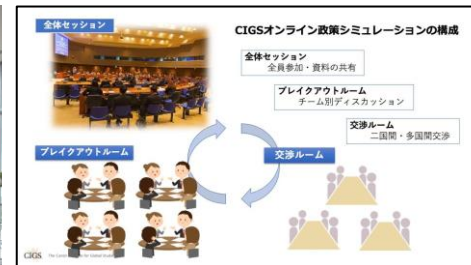 全体セッション
CIGSオンライン政策シミュレーションの構成
全体セッション
全員参加・資料の共有
ブレイクアウトルーム
チーム別ディスカッション
交渉ルーム
二国間・多国間交渉
ブレイクアウトルーム
交渉ルーム
CIGS